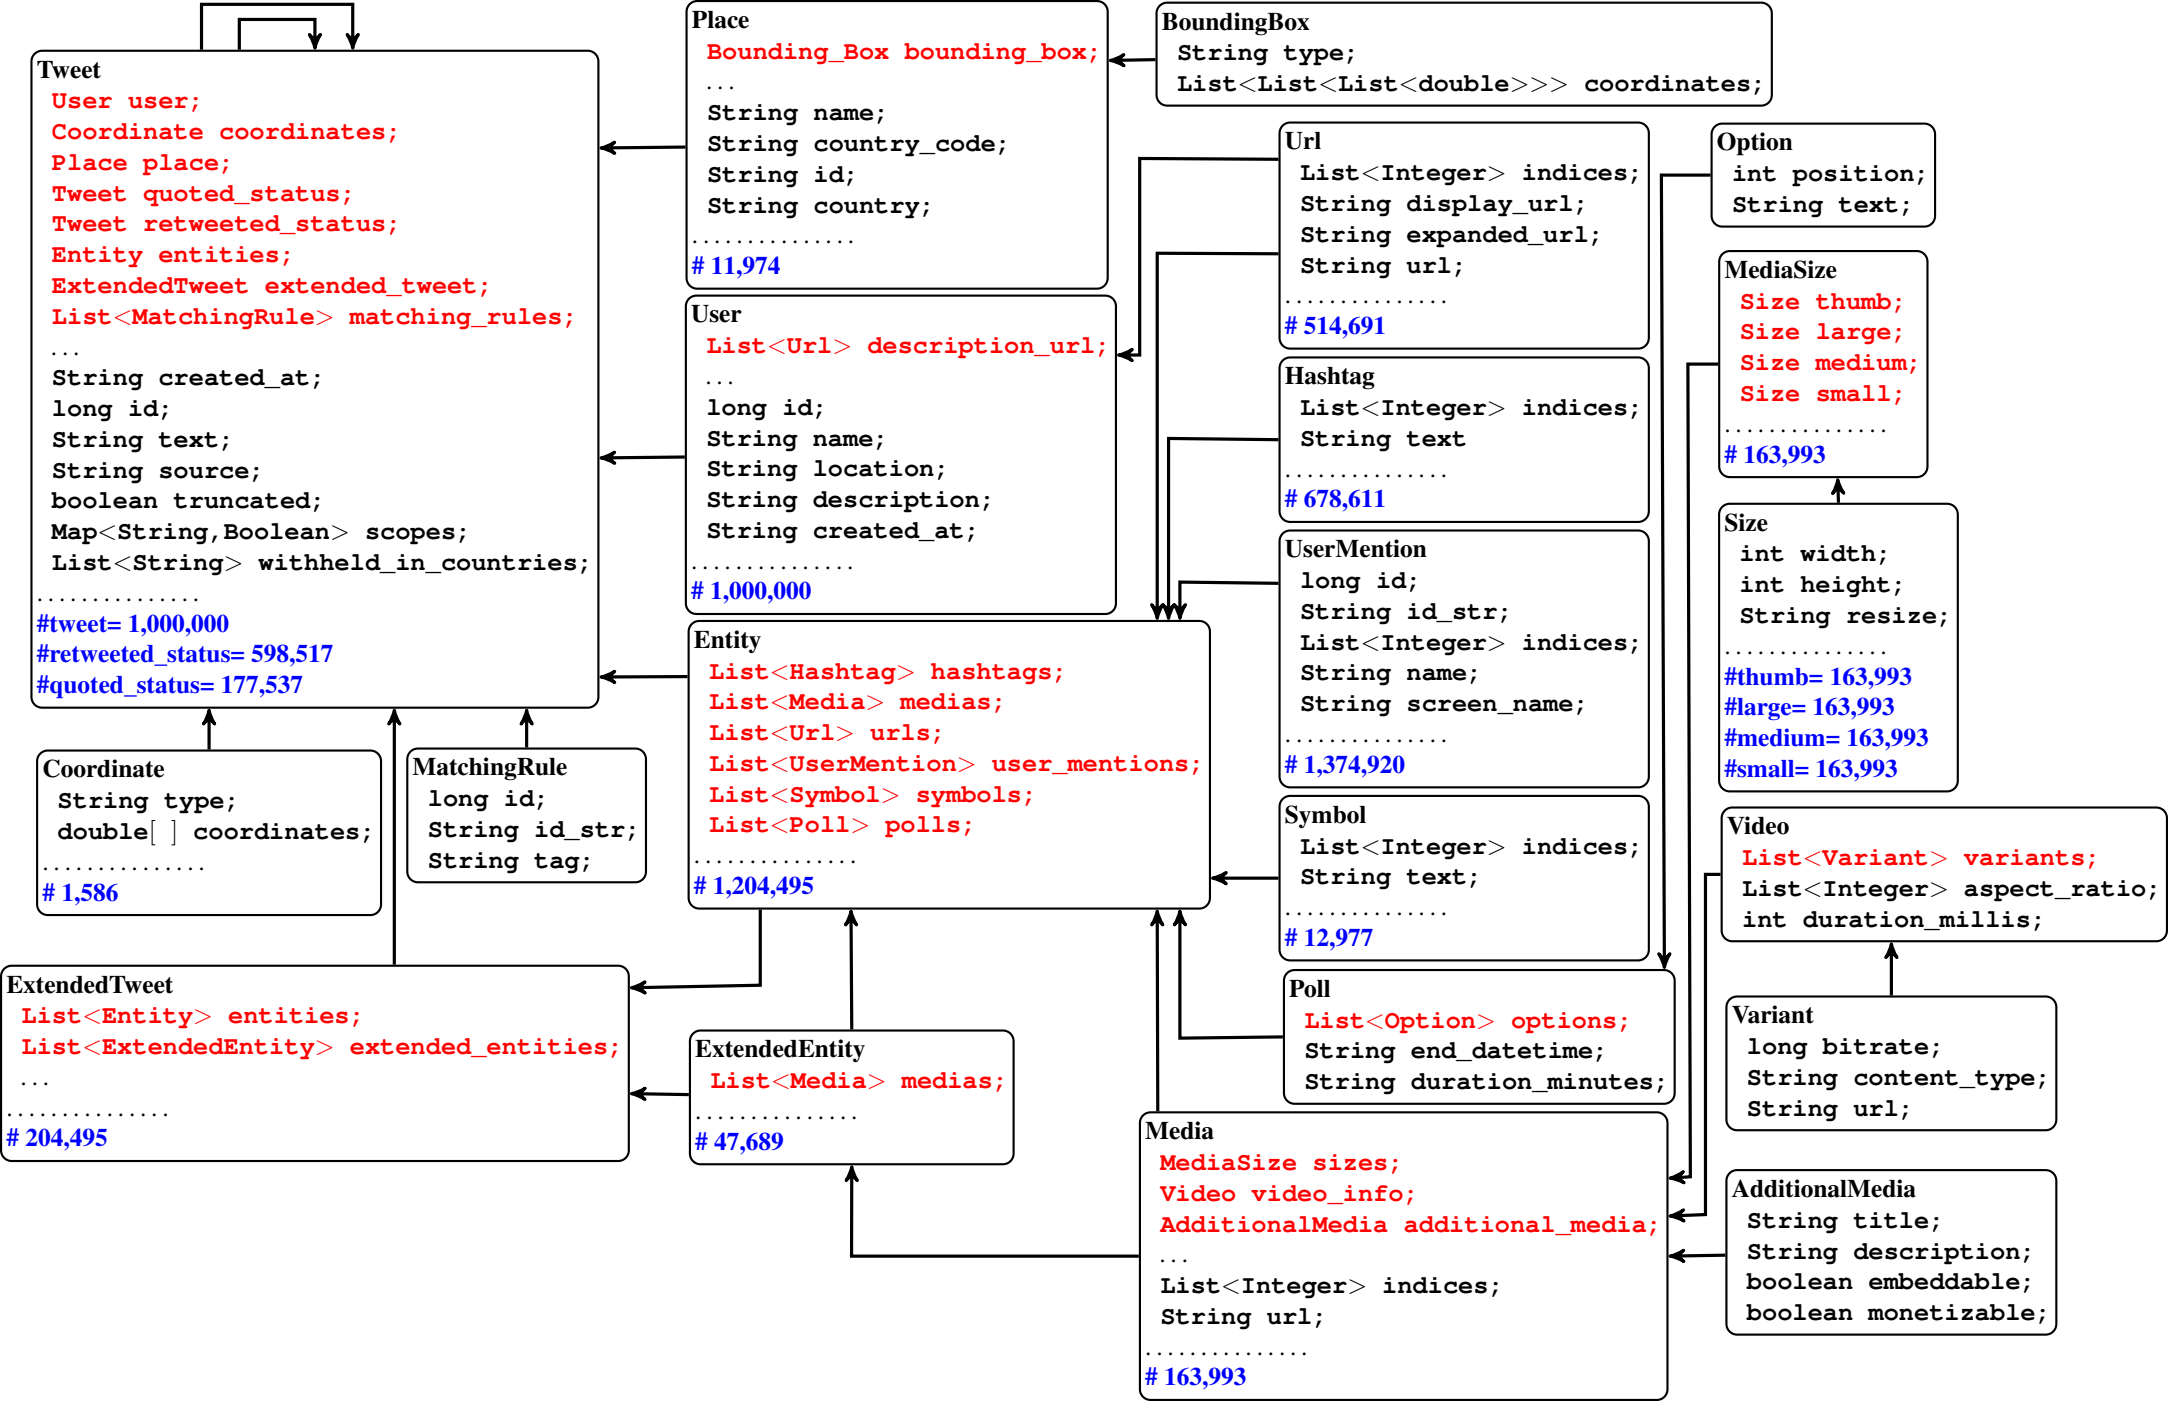 Tweet
User user;
Coordinate coordinates;
Place place;
Tweet quoted_status;
Tweet retweeted_status;
Entity entities;
ExtendedTweet extended_tweet;
List<MatchingRule> matching_rules;
...
String created_at;
long id;
String text;
String source;
boolean truncated;
Map<String,Boolean> scopes;
List<String> withheld_in_countries;
...............
#tweet= 1,000,000
#retweeted_status= 598,517
#quoted_status= 177,537
Coordinate
String type;
double[ ] coordinates;
...............
# 1,586
MatchingRule
long id;
String id_str;
String tag;
ExtendedTweet
List<Entity> entities;
List<ExtendedEntity> extended_entities;
...
...............
# 204,495
Place
Bounding_Box bounding_box;
...
String name;
String country_code;
String id;
String country;
...............
# 11,974
User
List<Url> description_url;
...
long id;
String name;
String location;
String description;
String created_at;
...............
# 1,000,000
Entity
List<Hashtag> hashtags;
List<Media> medias;
List<Url> urls;
List<UserMention> user_mentions;
List<Symbol> symbols;
List<Poll> polls;
...............
# 1,204,495
ExtendedEntity
List<Media> medias;
...............
# 47,689
BoundingBox
String type;
List<List<List<double>>> coordinates;
Url
List<Integer> indices;
String display_url;
String expanded_url;
String url;
...............
# 514,691
Hashtag
List<Integer> indices;
String text
...............
# 678,611
UserMention
long id;
String id_str;
List<Integer> indices;
String name;
String screen_name;
...............
# 1,374,920
Symbol
List<Integer> indices;
String text;
...............
# 12,977
Poll
List<Option> options;
String end_datetime;
String duration_minutes;
Media
MediaSize sizes;
Video video_info;
AdditionalMedia additional_media;
...
List<Integer> indices;
String url;
...............
# 163,993
Option
int position;
String text;
MediaSize
Size thumb;
Size large;
Size medium;
Size small;
...............
# 163,993
Size
int width;
int height;
String resize;
...............
#thumb= 163,993
#large= 163,993
#medium= 163,993
#small= 163,993
Video
List<Variant> variants;
List<Integer> aspect_ratio;
int duration_millis;
Variant
long bitrate;
String content_type;
String url;
AdditionalMedia
String title;
String description;
boolean embeddable;
boolean monetizable;